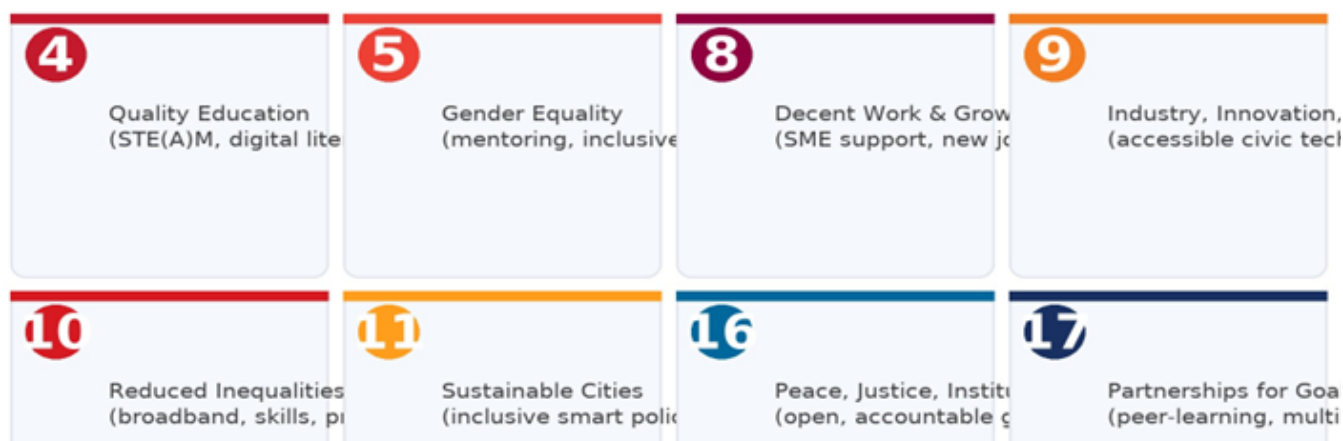 4
Quality Education
(STE(A)M, digital lite
5
Gender Equality
(mentoring, inclusive
8
Decent Work & Grow
(SME support, new jo
9
Industry, Innovation,
(accessible civic tech
10
Reduced Inequalities
(broadband, skills, pr
11
Sustainable Cities
(inclusive smart polic
16
Peace, Justice, Institu
(open, accountable g
17
Partnerships for Goa
(peer-learning, multi